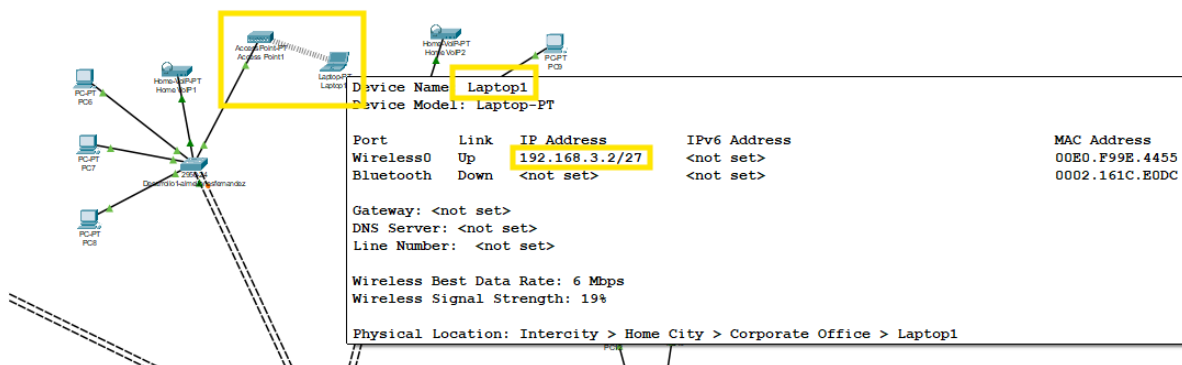 Access Point-PT
Access Point1
Home-VoIP-PT
Home VoIP2
PC-PT
PC9
Home-VoIP-PT
Home VoIP1
Laptop-PT
Laptop1
PC-PT
PC6
PC-PT
PC7
2960-24
PC-PT
PC8
Device Name: Laptop1
Device Model: Laptop-PT
Port Link IP Address IPv6 Address MAC Address
Wireless0 Up 192.168.3.2/27 <not set> 00E0.F99E.4455
Bluetooth Down <not set> <not set> 0002.161C.E0DC
Gateway: <not set>
DNS Server: <not set>
Line Number: <not set>
Wireless Best Data Rate: 6 Mbps
Wireless Signal Strength: 19%
Physical Location: Intercity > Home City > Corporate Office > Laptop1